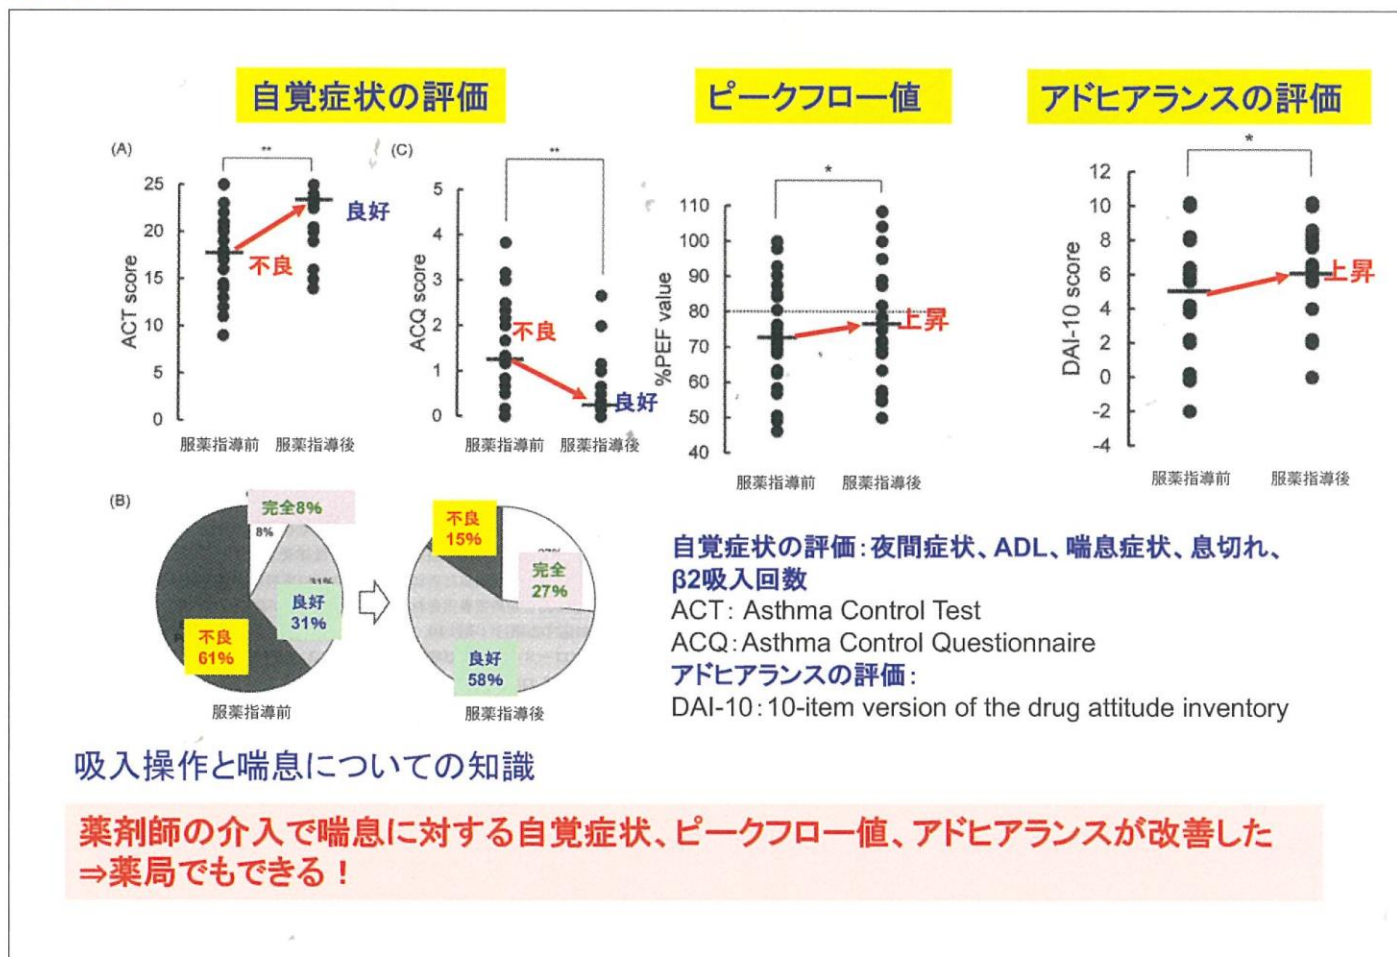 自覚症状の評価
ピークフロー値
アドヒアランスの評価
(A)
**
ACT score
25
20
15
10
5
0
不良
良好
服薬指導前
服薬指導後
(C)
**
ACQ score
5
4
3
2
1
0
不良
良好
服薬指導前
服薬指導後
*
%PEF value
110
100
90
80
70
60
50
40
上昇
服薬指導前
服薬指導後
*
DAI-10 score
12
10
8
6
4
2
0
-2
-4
上昇
服薬指導前
服薬指導後
(B)
完全8%
8%
良好
31%
不良
61%
服薬指導前
不良
15%
完全
27%
良好
58%
服薬指導後
自覚症状の評価：夜間症状、ADL、喘息症状、息切れ、
β2吸入回数
ACT：Asthma Control Test
ACQ：Asthma Control Questionnaire
アドヒアランスの評価：
DAI-10：10-item version of the drug attitude inventory
吸入操作と喘息についての知識
薬剤師の介入で喘息に対する自覚症状、ピークフロー値、アドヒアランスが改善した
⇒薬局でもできる！